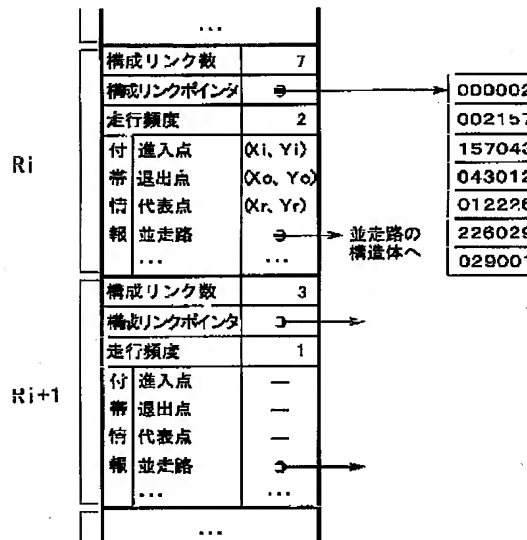 ...
構成リンク数 7
構成リンクポインタ
走行頻度 2
Ri
付帯情報
進入点 (Xi, Yi)
退出点 (Xo, Yo)
代表点 (Xr, Yr)
並走路
... ...
並走路の
構造体へ
000002
002157
157043
043012
012226
226029
029001
構成リンク数 3
構成リンクポインタ
走行頻度 1
Ri+1
付帯情報
進入点 —
退出点 —
代表点 —
並走路
... ...
...